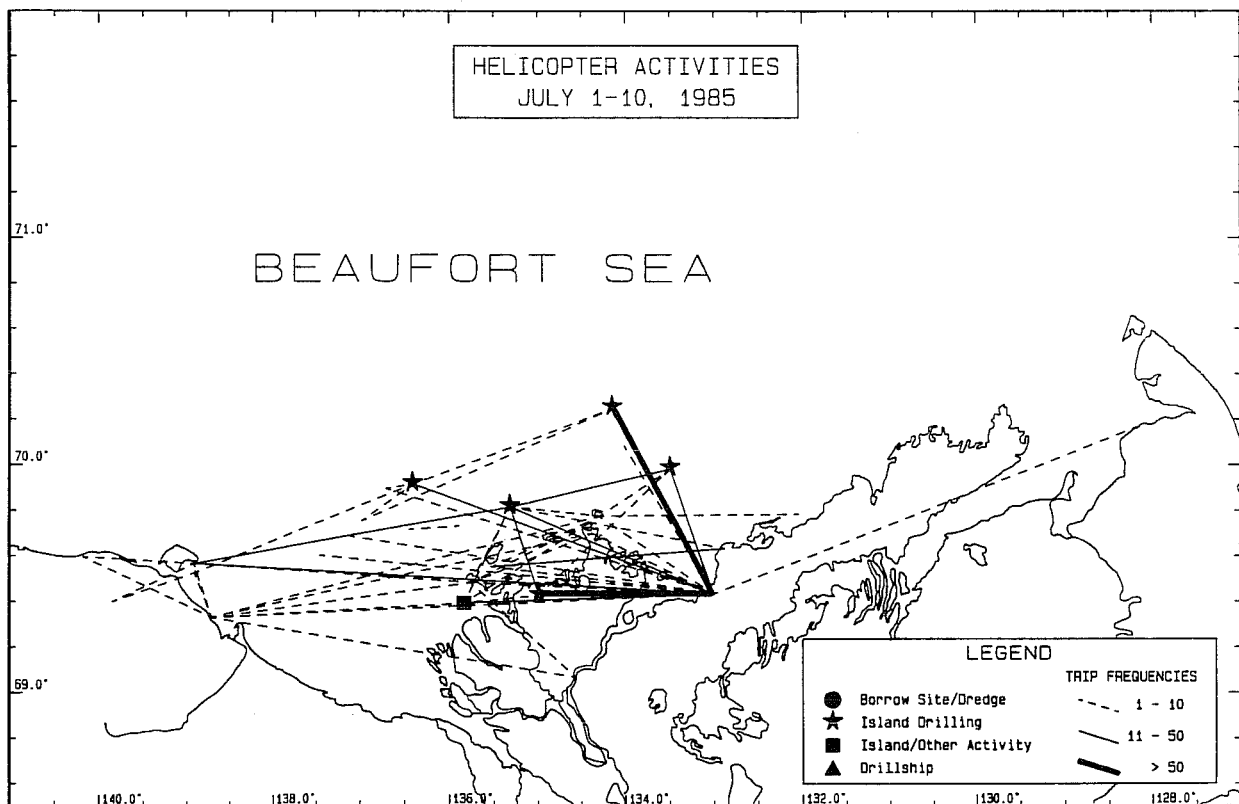 HELICOPTER ACTIVITIES
JULY 1-10, 1985
71.0°
BEAUFORT SEA
70.0°
69.0°
LEGEND
TRIP FREQUENCIES
Borrow Site/Dredge
1 - 10
Island Drilling
11 - 50
Island/Other Activity
> 50
Drillship
140.0° 138.0° 136.0° 134.0° 132.0° 130.0° 128.0°